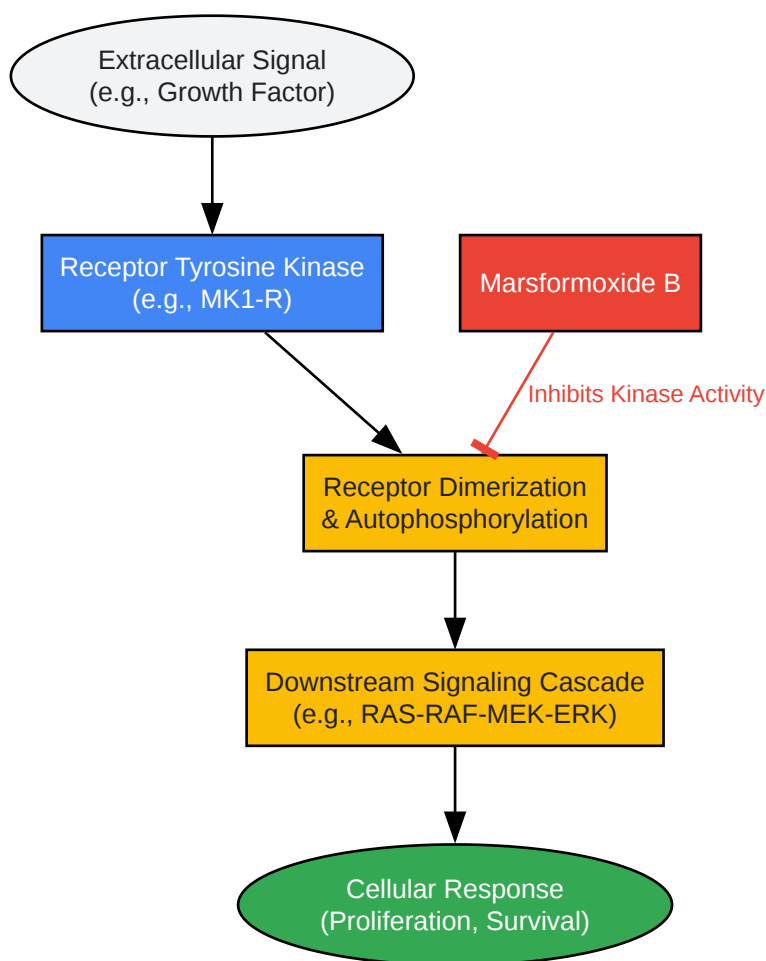 Extracellular Signal
(e.g., Growth Factor)
Receptor Tyrosine Kinase
(e.g., MK1-R)
Marsformoxide B
Inhibits Kinase Activity
Receptor Dimerization
& Autophosphorylation
Downstream Signaling Cascade
(e.g., RAS-RAF-MEK-ERK)
Cellular Response
(Proliferation, Survival)